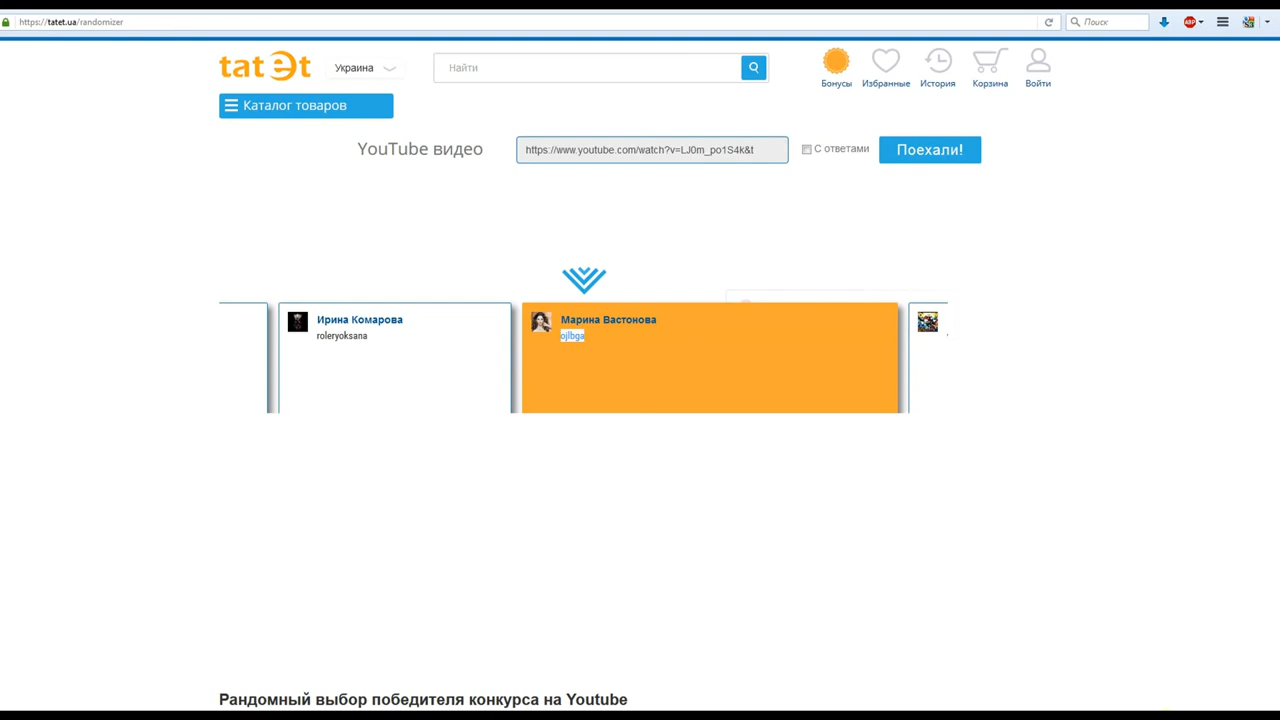 https://tatet.ua/randomizer
Поиск
ABP
tatэt
Украина
Найти
Бонусы
Избранные
История
Корзина
Войти
Каталог товаров
YouTube видео
https://www.youtube.com/watch?v=LJ0m_po1S4k&t
С ответами
Поехали!
Ирина Комарова
roleryoksana
Марина Вастонова
ojlbga
Рандомный выбор победителя конкурса на Youtube